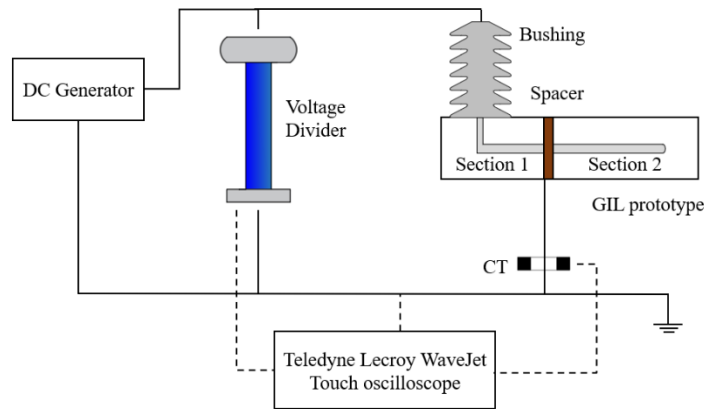 Bushing
DC Generator
Voltage
Divider
Spacer
Section 1
Section 2
GIL prototype
CT
Teledyne Lecroy WaveJet
Touch oscilloscope